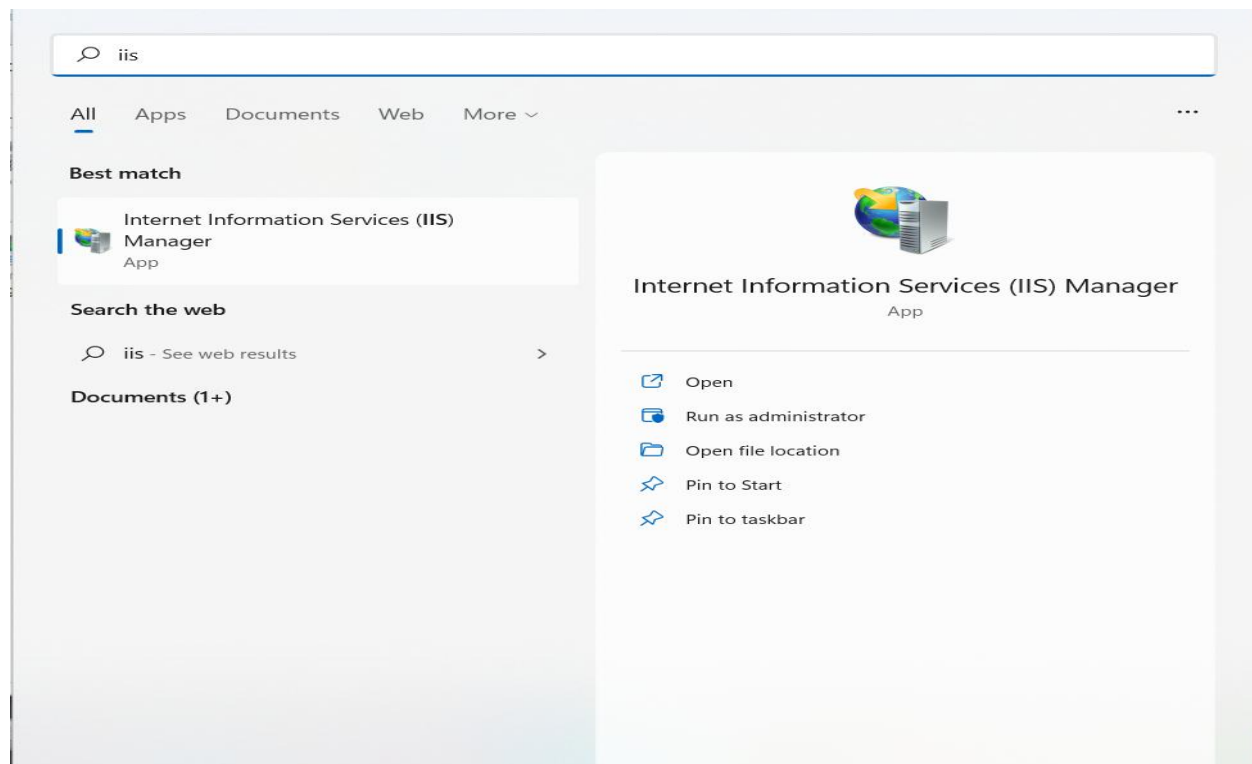 iis
All Apps Documents Web More
Best match
Internet Information Services (IIS)
Manager
App
Search the web
iis - See web results
Documents (1+)
Internet Information Services (IIS) Manager
App
Open
Run as administrator
Open file location
Pin to Start
Pin to taskbar